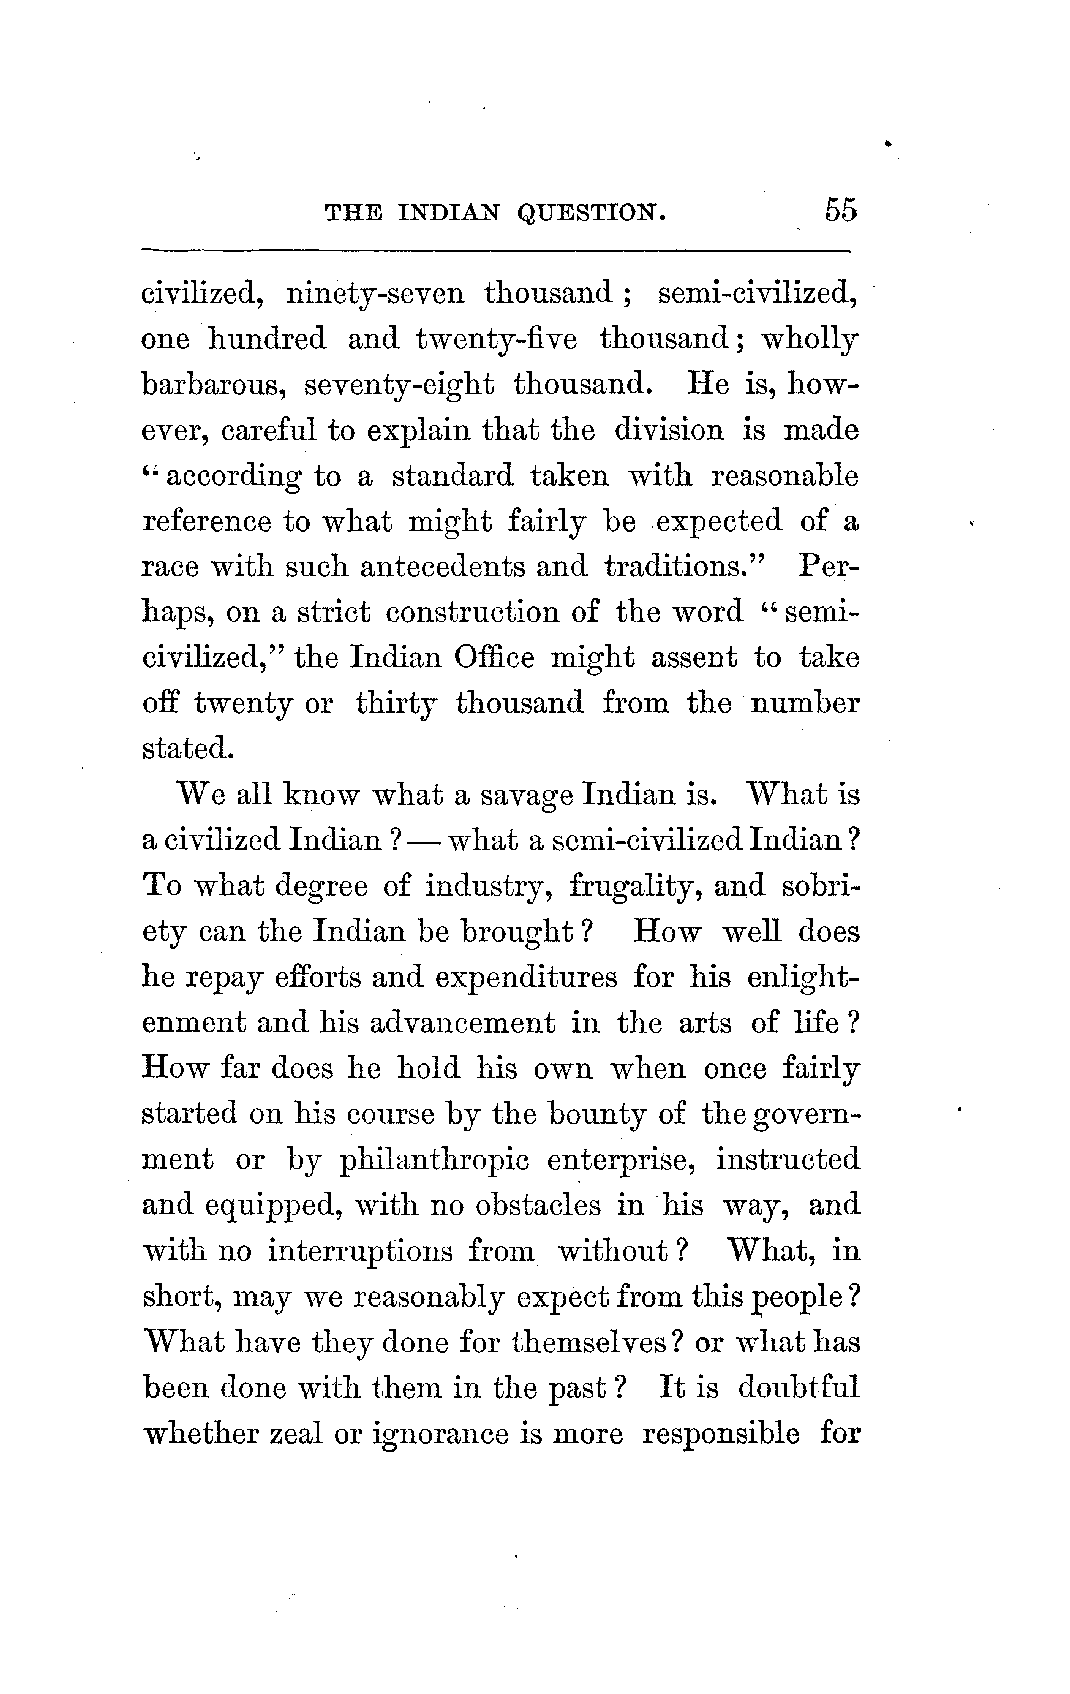 THE INDIAN QUESTION. 55
civilized, ninety-seven thousand ; semi-civilized,
one hundred and twenty-five thousand ; wholly
barbarous, seventy-eight thousand. He is, how-
ever, careful to explain that the division is made
“ according to a standard taken with reasonable
reference to what might fairly be expected of a
race with such antecedents and traditions.” Per-
haps, on a strict construction of the word “ semi-
civilized,” the Indian Office might assent to take
off twenty or thirty thousand from the number
stated.
We all know what a savage Indian is. What is
a civilized Indian ? — what a semi-civilized Indian ?
To what degree of industry, frugality, and sobri-
ety can the Indian be brought ? How well does
he repay efforts and expenditures for his enlight-
enment and his advancement in the arts of life ?
How far does he hold his own when once fairly
started on his course by the bounty of the govern-
ment or by philanthropic enterprise, instructed
and equipped, with no obstacles in his way, and
with no interruptions from without ? What, in
short, may we reasonably expect from this people ?
What have they done for themselves ? or what has
been done with them in the past ? It is doubtful
whether zeal or ignorance is more responsible for